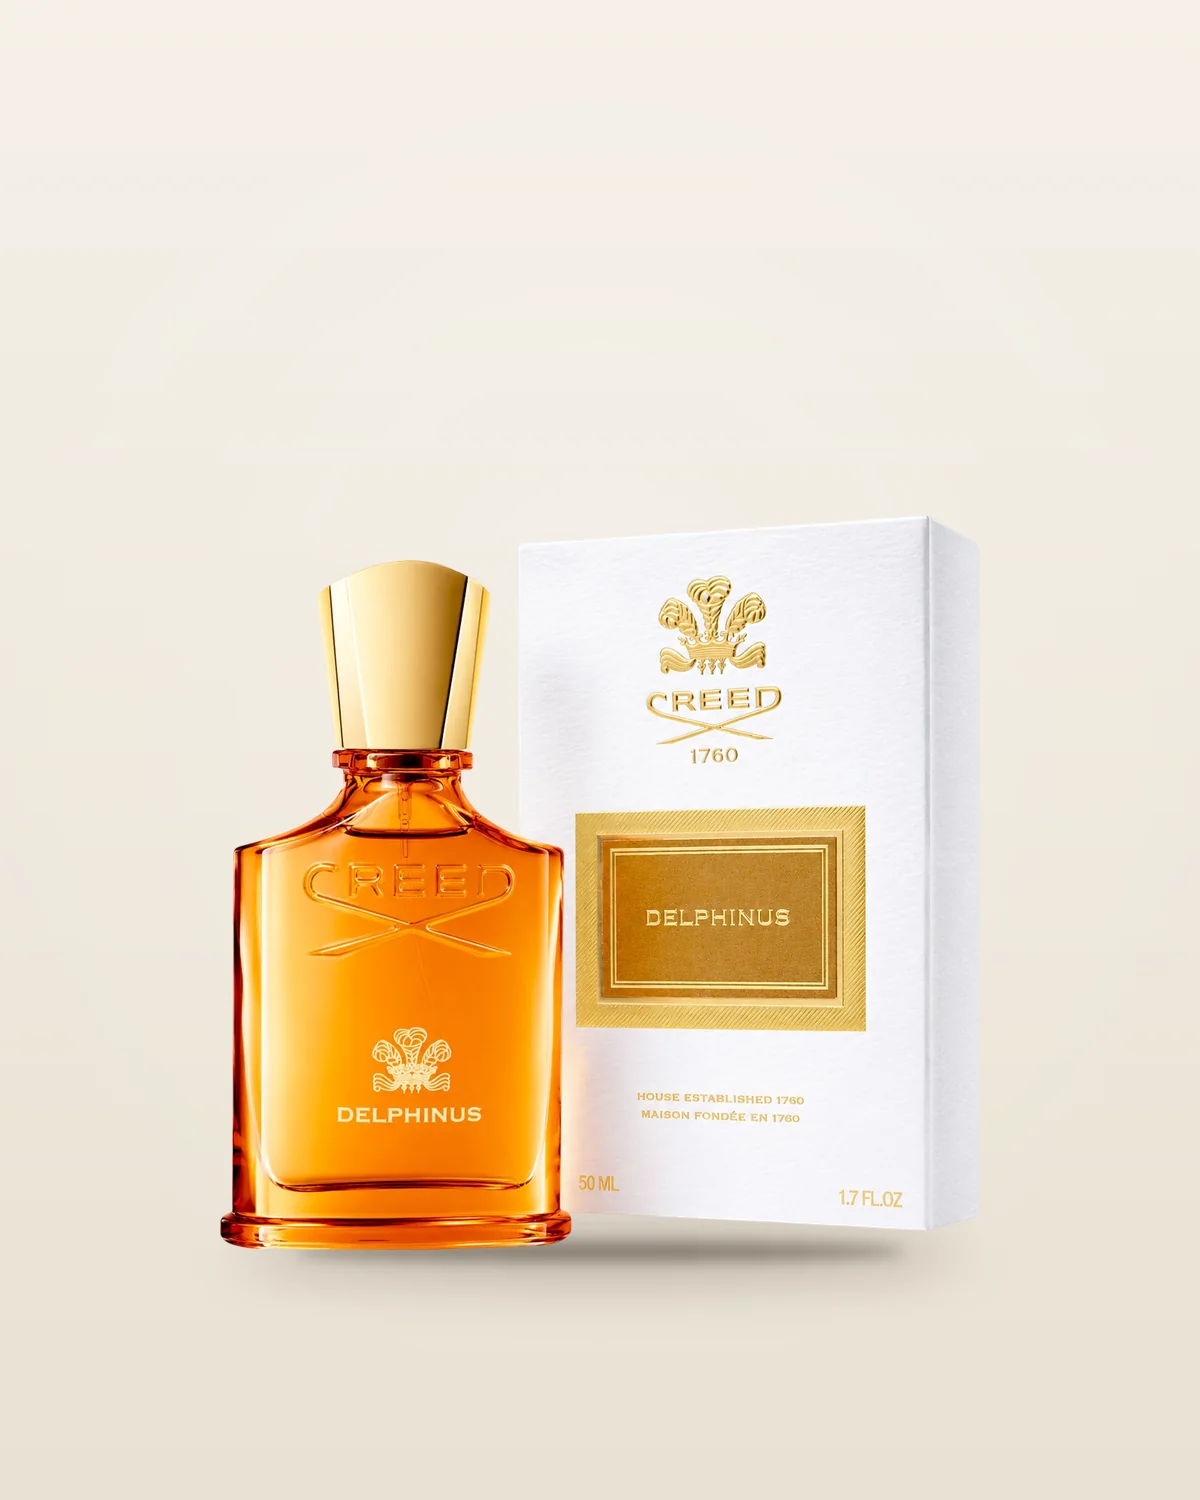 CREED
DELPHINUS
CREED
1760
DELPHINUS
HOUSE ESTABLISHED 1760
MAISON FONDÉE EN 1760
50 ML
1.7 FL.OZ